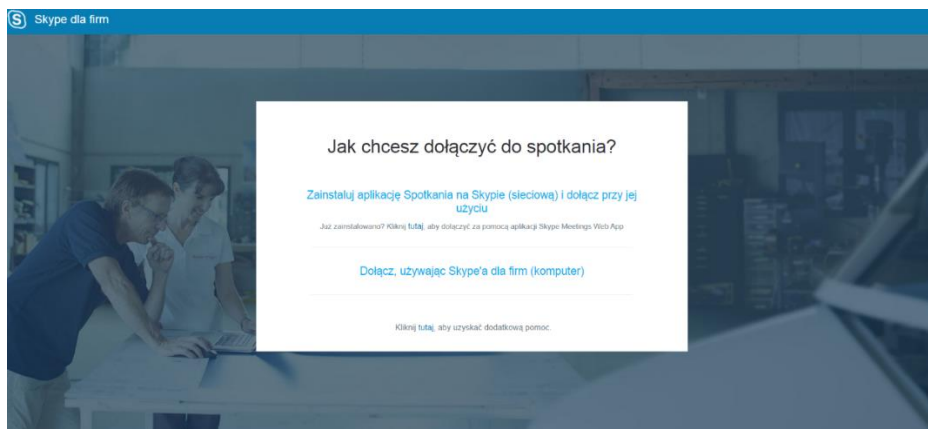 Skype dla firm
Jak chcesz dołączyć do spotkania?
Zainstaluj aplikację Spotkania na Skypie (sieciową) i dołącz przy jej
użyciu
Już zainstalowano? Kliknij tutaj, aby dołączyć za pomocą aplikacji Skype Meetings Web App
Dołącz, używając Skype'a dla firm (komputer)
Kliknij tutaj, aby uzyskać dodatkową pomoc.